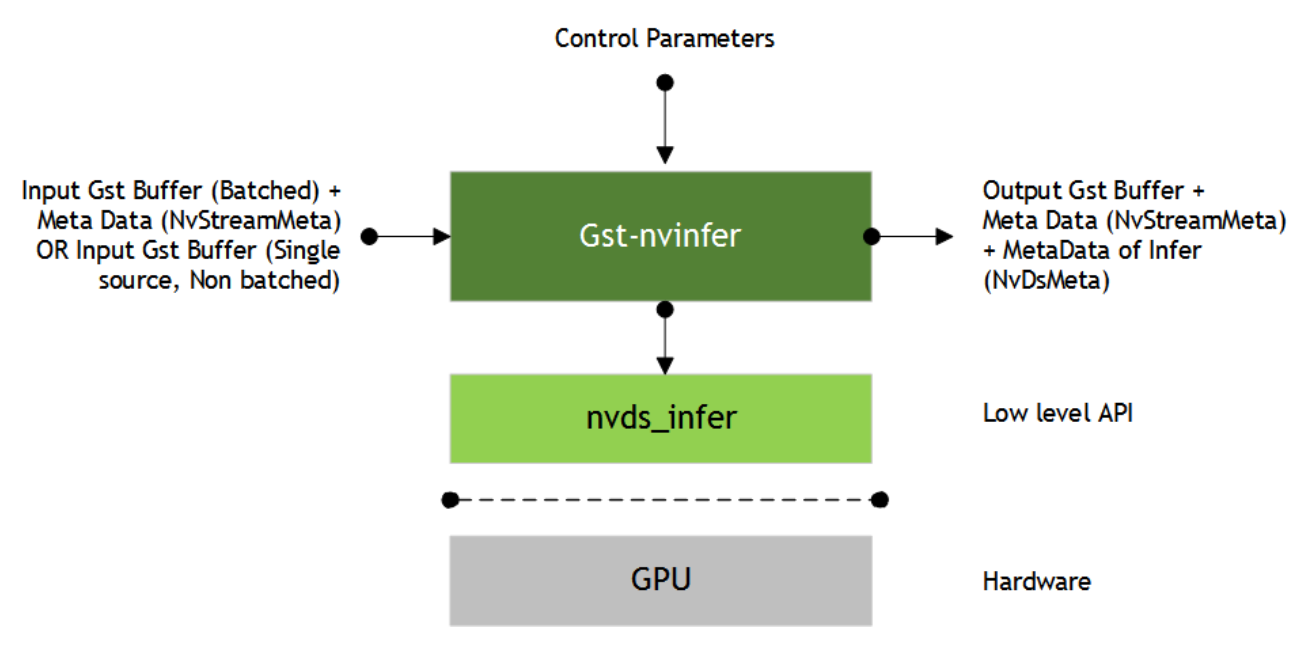 Control Parameters
Input Gst Buffer (Batched) +
Meta Data (NvStreamMeta)
OR Input Gst Buffer (Single
source, Non batched)
Gst-nvinfer
Output Gst Buffer +
Meta Data (NvStreamMeta)
+ MetaData of Infer
(NvDsMeta)
nvds_infer
Low level API
GPU
Hardware